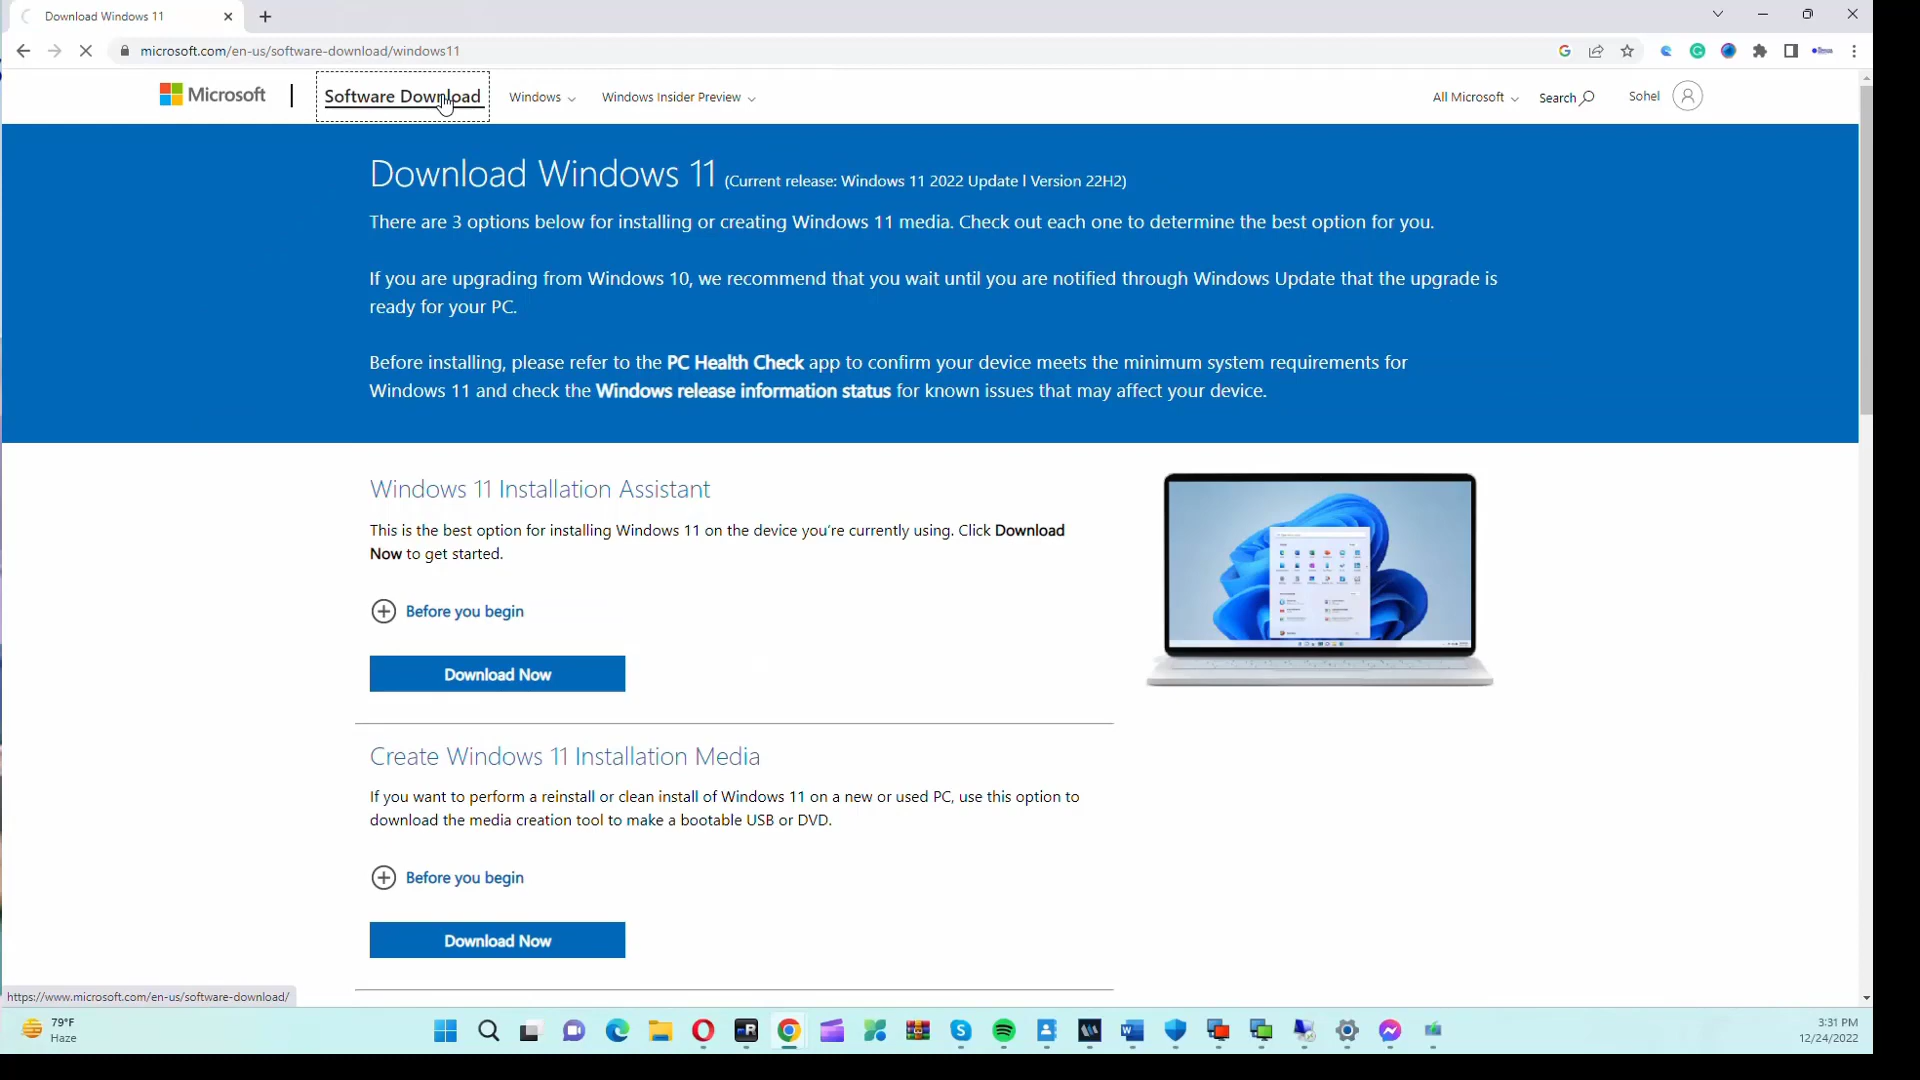 Download Windows 11
microsoft.com/en-us/software-download/windows11
Microsoft
Software Download
Windows
Windows Insider Preview
All Microsoft
Search
Sohel
Download Windows 11 (Current release: Windows 11 2022 Update l Version 22H2)
There are 3 options below for installing or creating Windows 11 media. Check out each one to determine the best option for you.
If you are upgrading from Windows 10, we recommend that you wait until you are notified through Windows Update that the upgrade is
ready for your PC.
Before installing, please refer to the PC Health Check app to confirm your device meets the minimum system requirements for
Windows 11 and check the Windows release information status for known issues that may affect your device.
Windows 11 Installation Assistant
This is the best option for installing Windows 11 on the device you're currently using. Click Download
Now to get started.
Before you begin
Download Now
Create Windows 11 Installation Media
If you want to perform a reinstall or clean install of Windows 11 on a new or used PC, use this option to
download the media creation tool to make a bootable USB or DVD.
Before you begin
Download Now
https://www.microsoft.com/en-us/software-download/
79°F
Haze
3:31 PM
12/24/2022